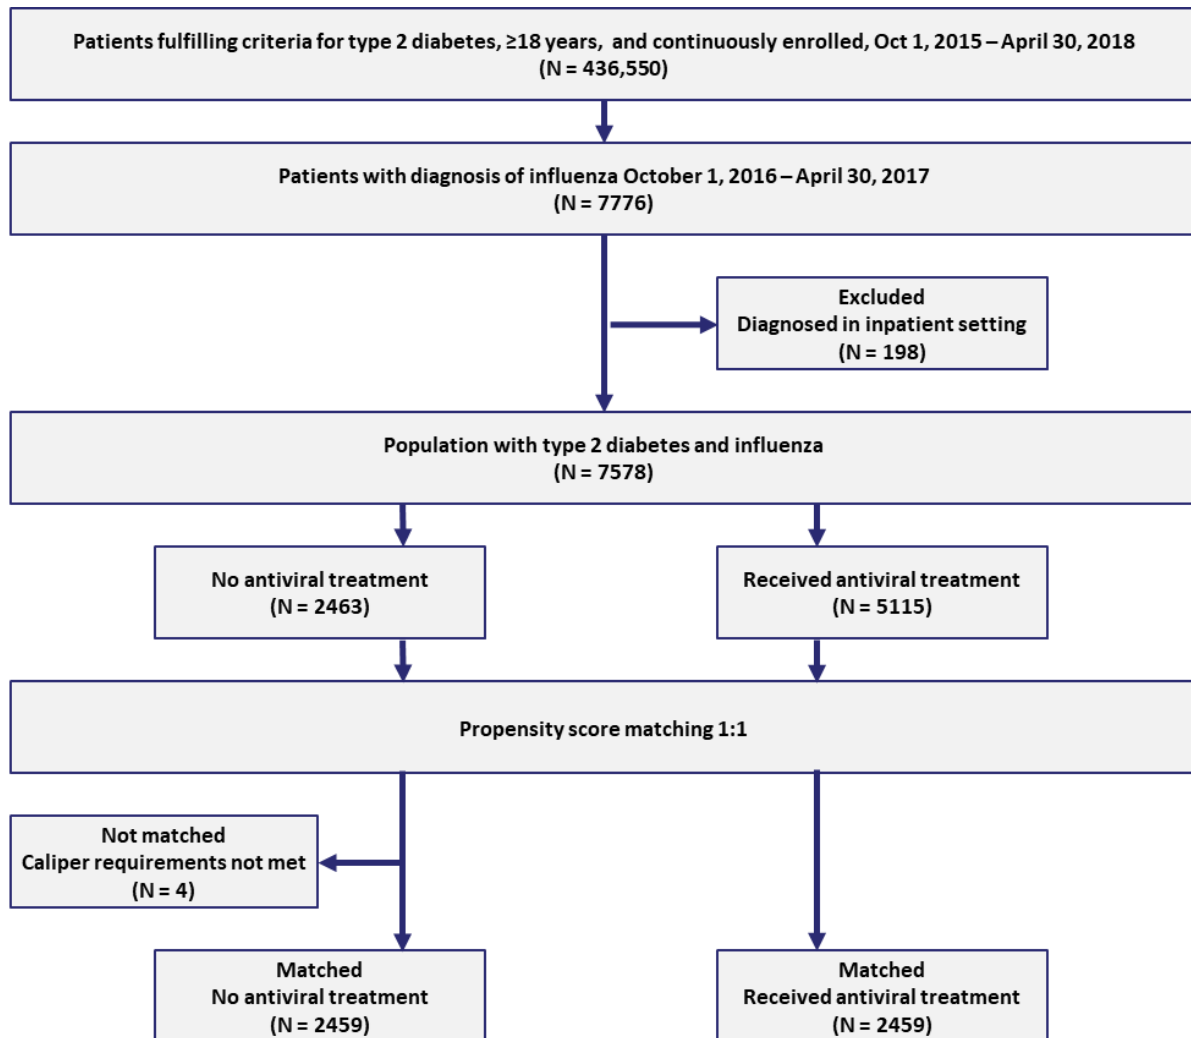 Patients fulfilling criteria for type 2 diabetes, ≥18 years, and continuously enrolled, Oct 1, 2015 – April 30, 2018
(N = 436,550)
Patients with diagnosis of influenza October 1, 2016 – April 30, 2017
(N = 7776)
Excluded
Diagnosed in inpatient setting
(N = 198)
Population with type 2 diabetes and influenza
(N = 7578)
No antiviral treatment
(N = 2463)
Received antiviral treatment
(N = 5115)
Propensity score matching 1:1
Not matched
Caliper requirements not met
(N = 4)
Matched
No antiviral treatment
(N = 2459)
Matched
Received antiviral treatment
(N = 2459)